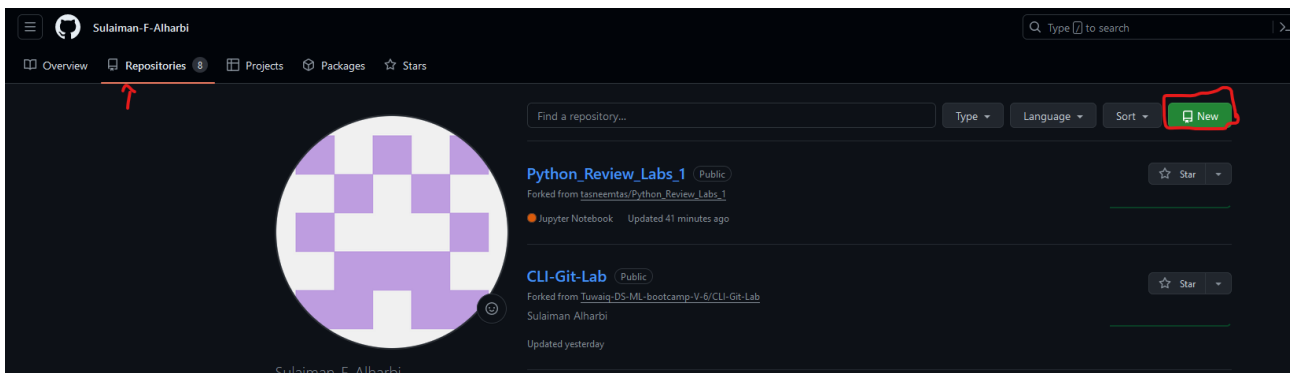 Sulaiman-F-Alharbi
Type / to search
Overview Repositories 8 Projects Packages Stars
Find a repository... Type Language Sort New
Python_Review_Labs_1 Public Star
Forked from tasneemtas/Python_Review_Labs_1
Jupyter Notebook Updated 41 minutes ago
CLI-Git-Lab Public Star
Forked from Tuwaiq-DS-ML-bootcamp-V-6/CLI-Git-Lab
Sulaiman Alharbi
Updated yesterday
Sulaiman-F-Alharbi